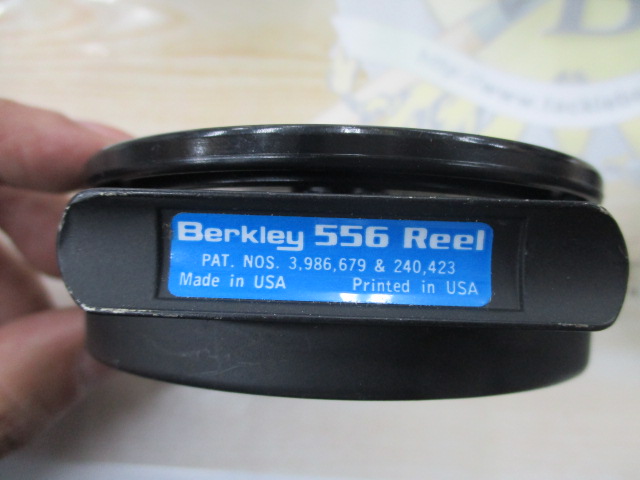 Berkley 556 Reel
PAT. NOS. 3,986,679 & 240,423
Made in USA Printed in USA